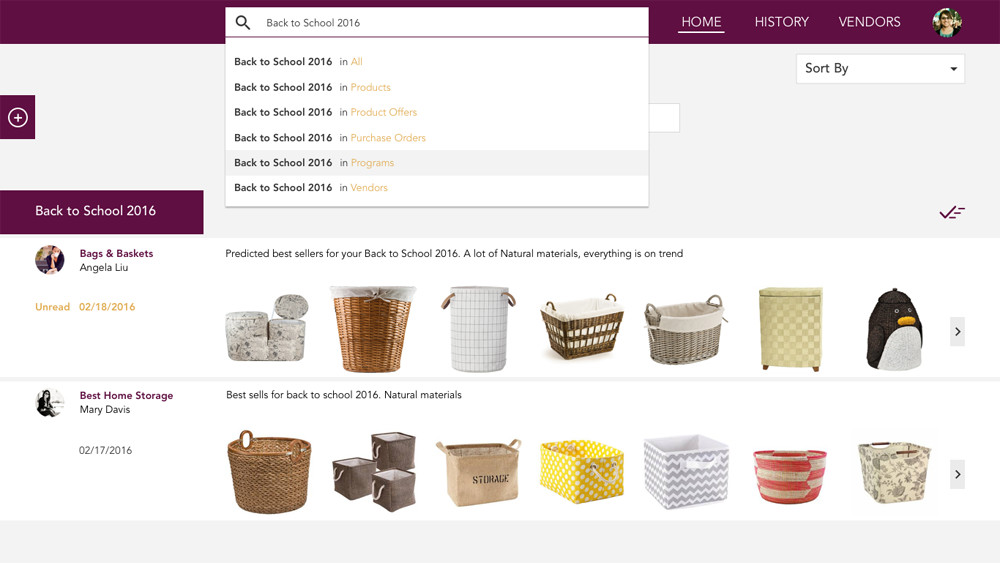 Back to School 2016
HOME HISTORY VENDORS
Back to School 2016 in All
Back to School 2016 in Products
Back to School 2016 in Product Offers
Back to School 2016 in Purchase Orders
Back to School 2016 in Programs
Back to School 2016 in Vendors
Sort By
Back to School 2016
Bags & Baskets
Angela Liu
Unread 02/18/2016
Predicted best sellers for your Back to School 2016. A lot of Natural materials, everything is on trend
Best Home Storage
Mary Davis
02/17/2016
Best sells for back to school 2016. Natural materials
STORAGE